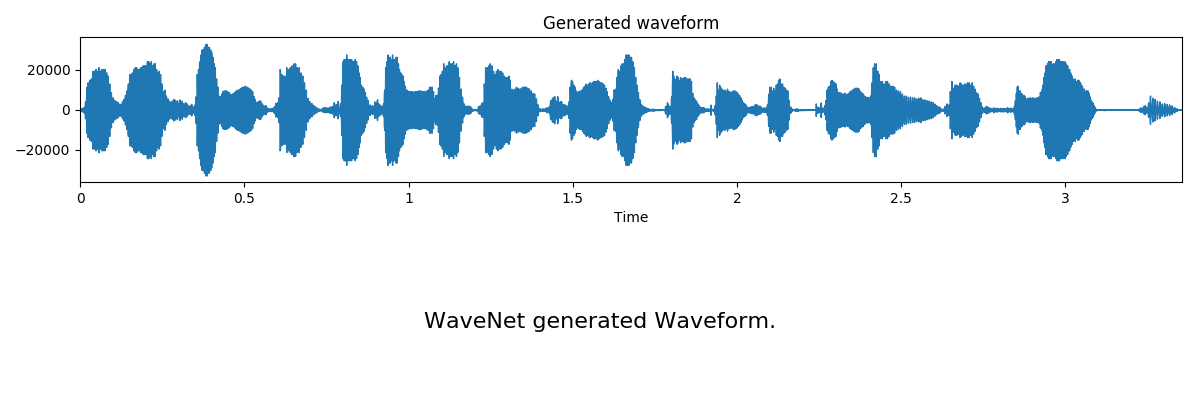 Generated waveform
20000
0
−20000
0 0.5 1 1.5 2 2.5 3
Time
WaveNet generated Waveform.